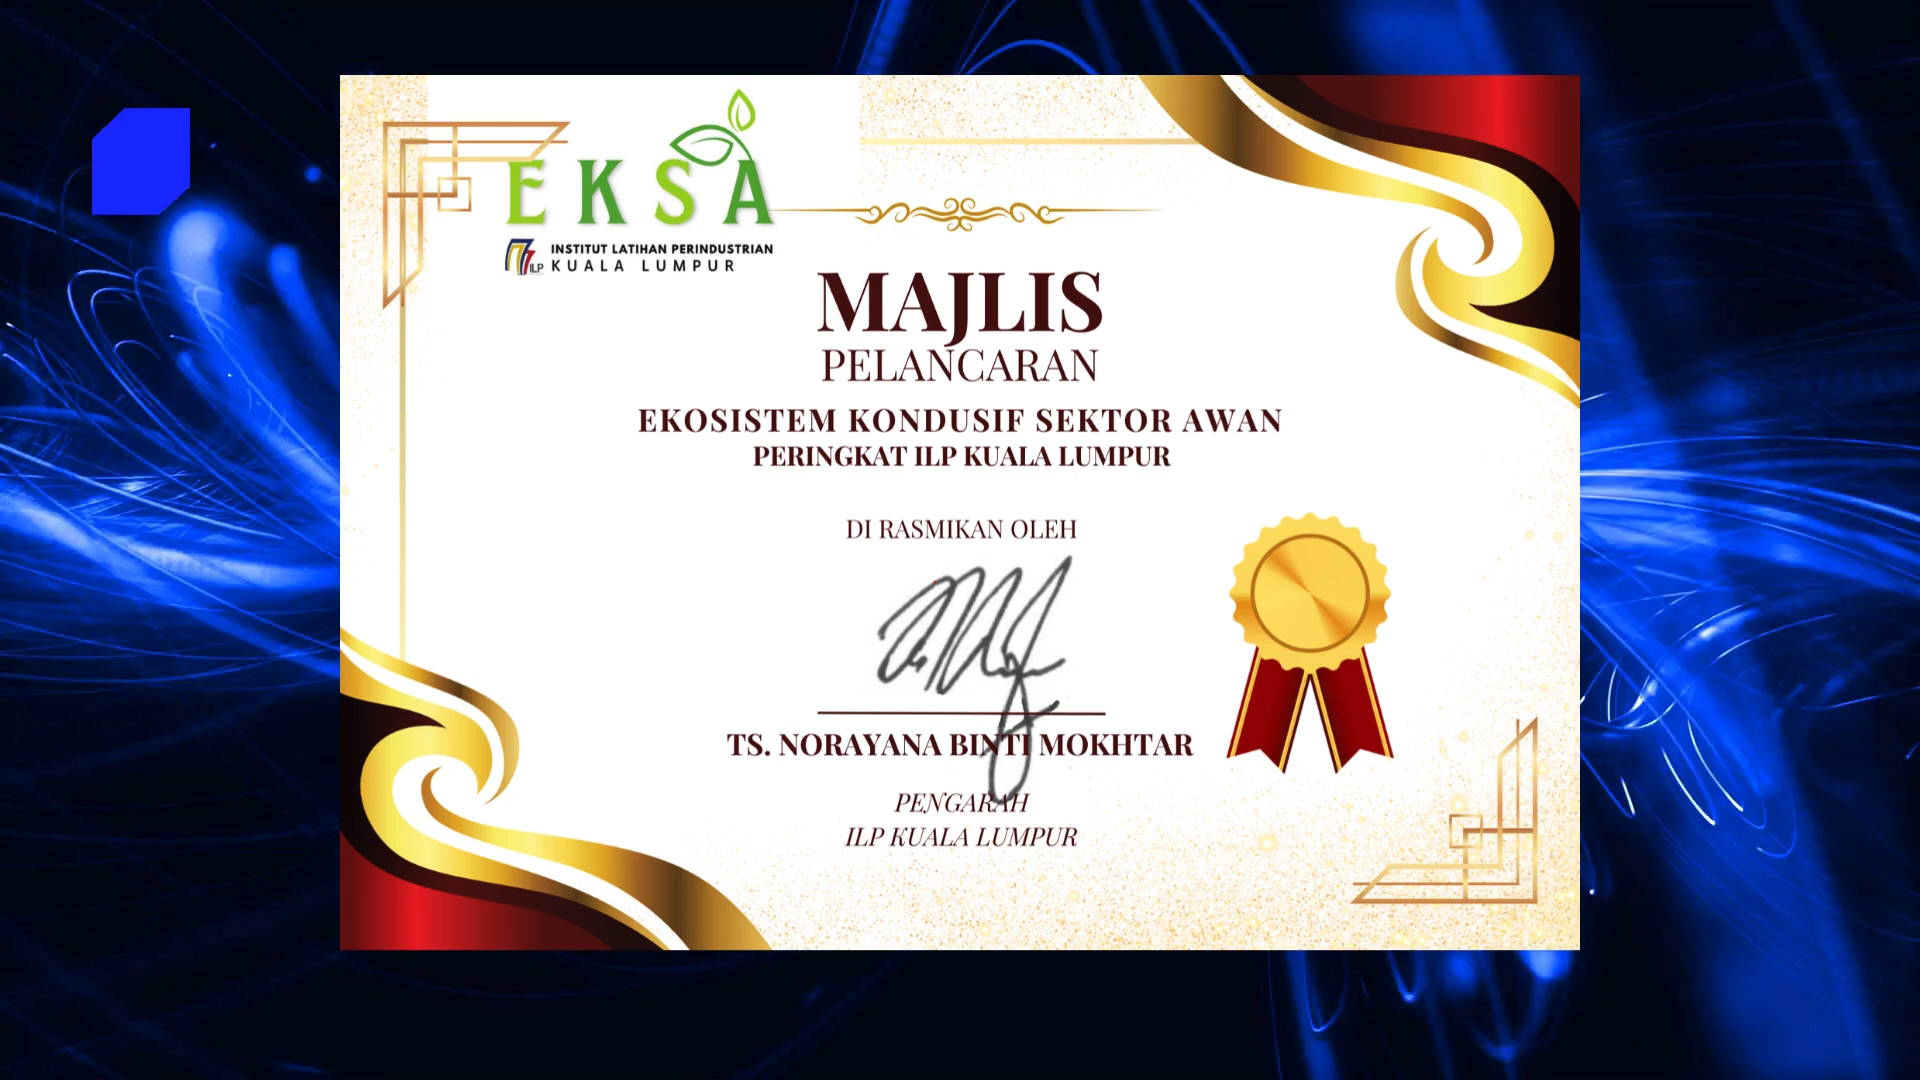 EKSA
INSTITUT LATIHAN PERINDUSTRIAN
ILP KUALA LUMPUR
MAJLIS
PELANCARAN
EKOSISTEM KONDUSIF SEKTOR AWAN
PERINGKAT ILP KUALA LUMPUR
DI RASMIKAN OLEH
TS. NORAYANA BINTI MOKHTAR
PENGARAH
ILP KUALA LUMPUR